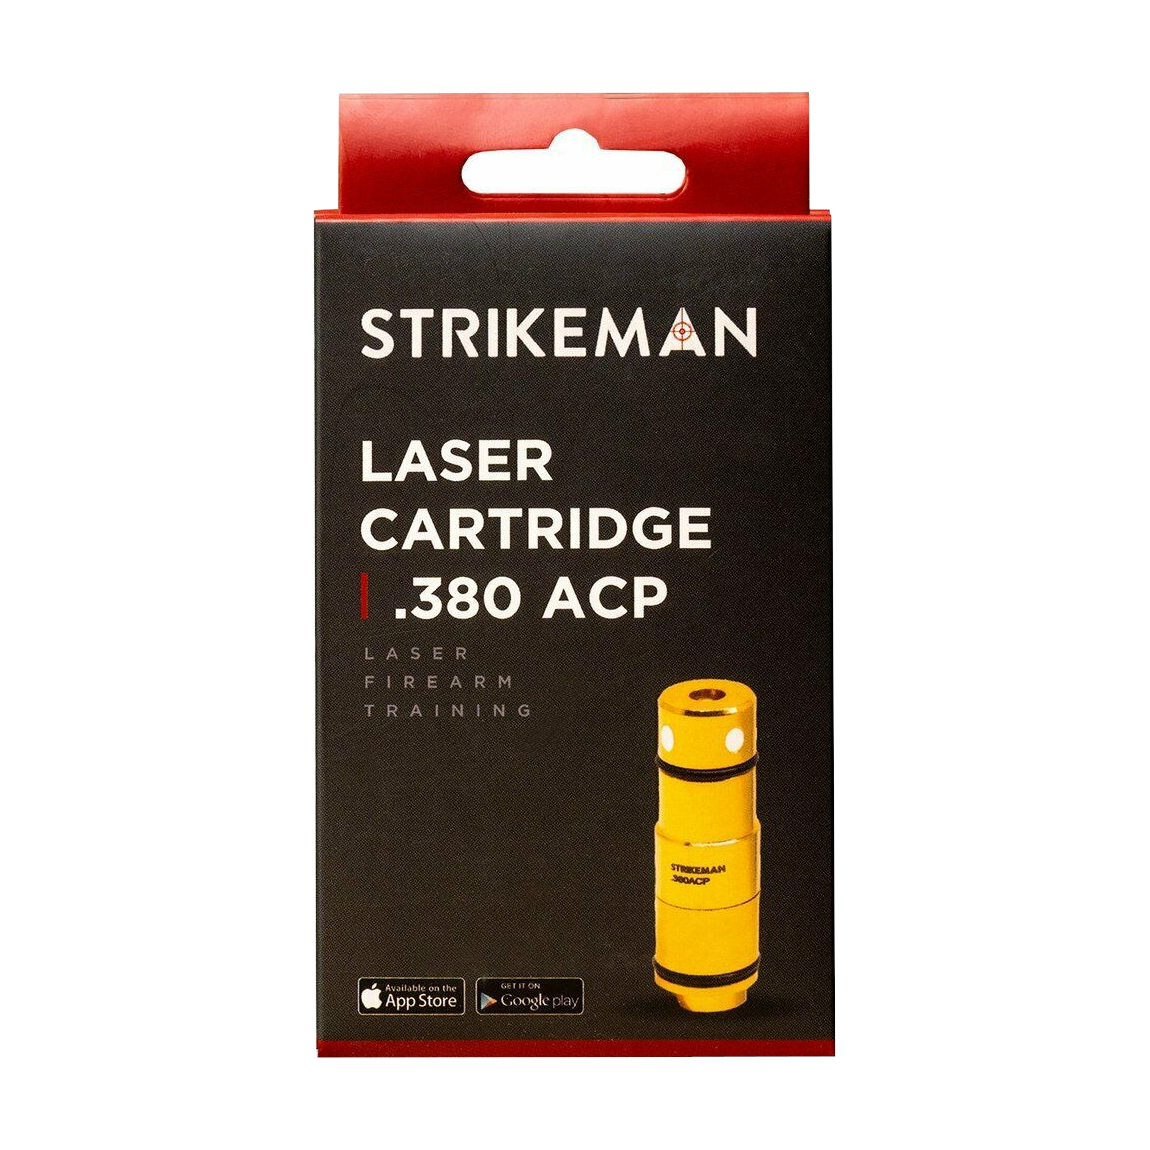 STRIKEMAN
LASER
CARTRIDGE
.380 ACP
LASER
FIREARM
TRAINING
STRIKEMAN
.380ACP
Available on the
App Store
GET IT ON
Google play